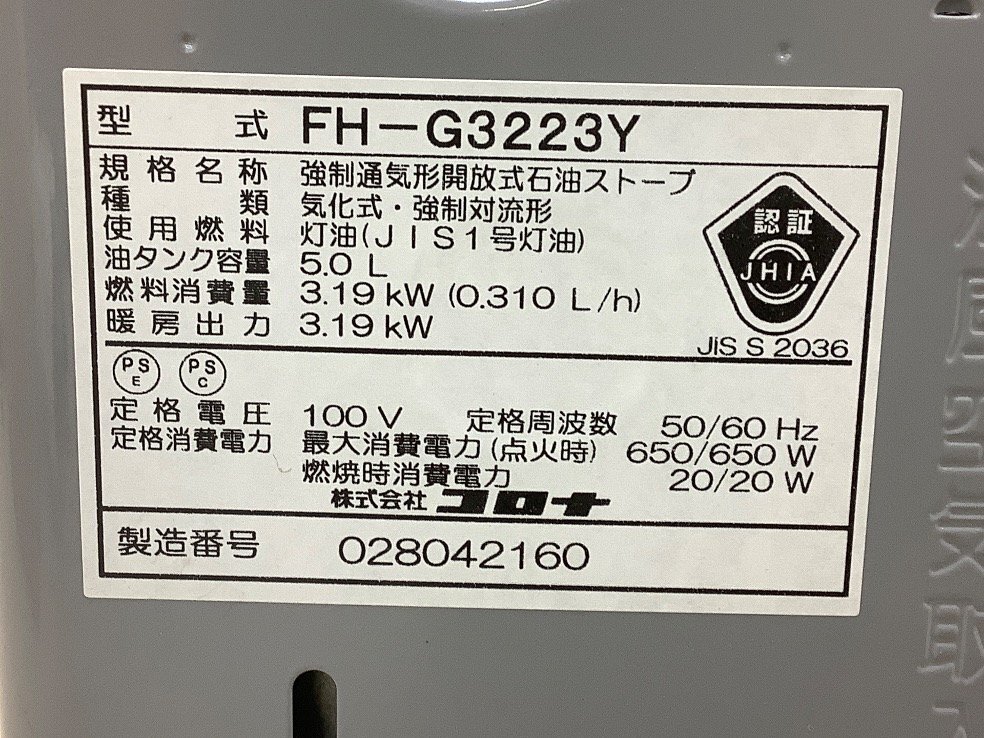 型式 FH-G3223Y
規格名称 強制通気形開放式石油ストーブ
種類 気化式・強制対流形
使用燃料 灯油(JIS1号灯油)
油タンク容量 5.0 L
燃料消費量 3.19 kW (0.310 L/h)
暖房出力 3.19 kW
認証
JHIA
JIS S 2036
PS E PS C
定格電圧 100 V 定格周波数 50/60 Hz
定格消費電力 最大消費電力(点火時) 650/650 W
燃焼時消費電力 20/20 W
株式会社 コロナ
製造番号 028042160
空気取